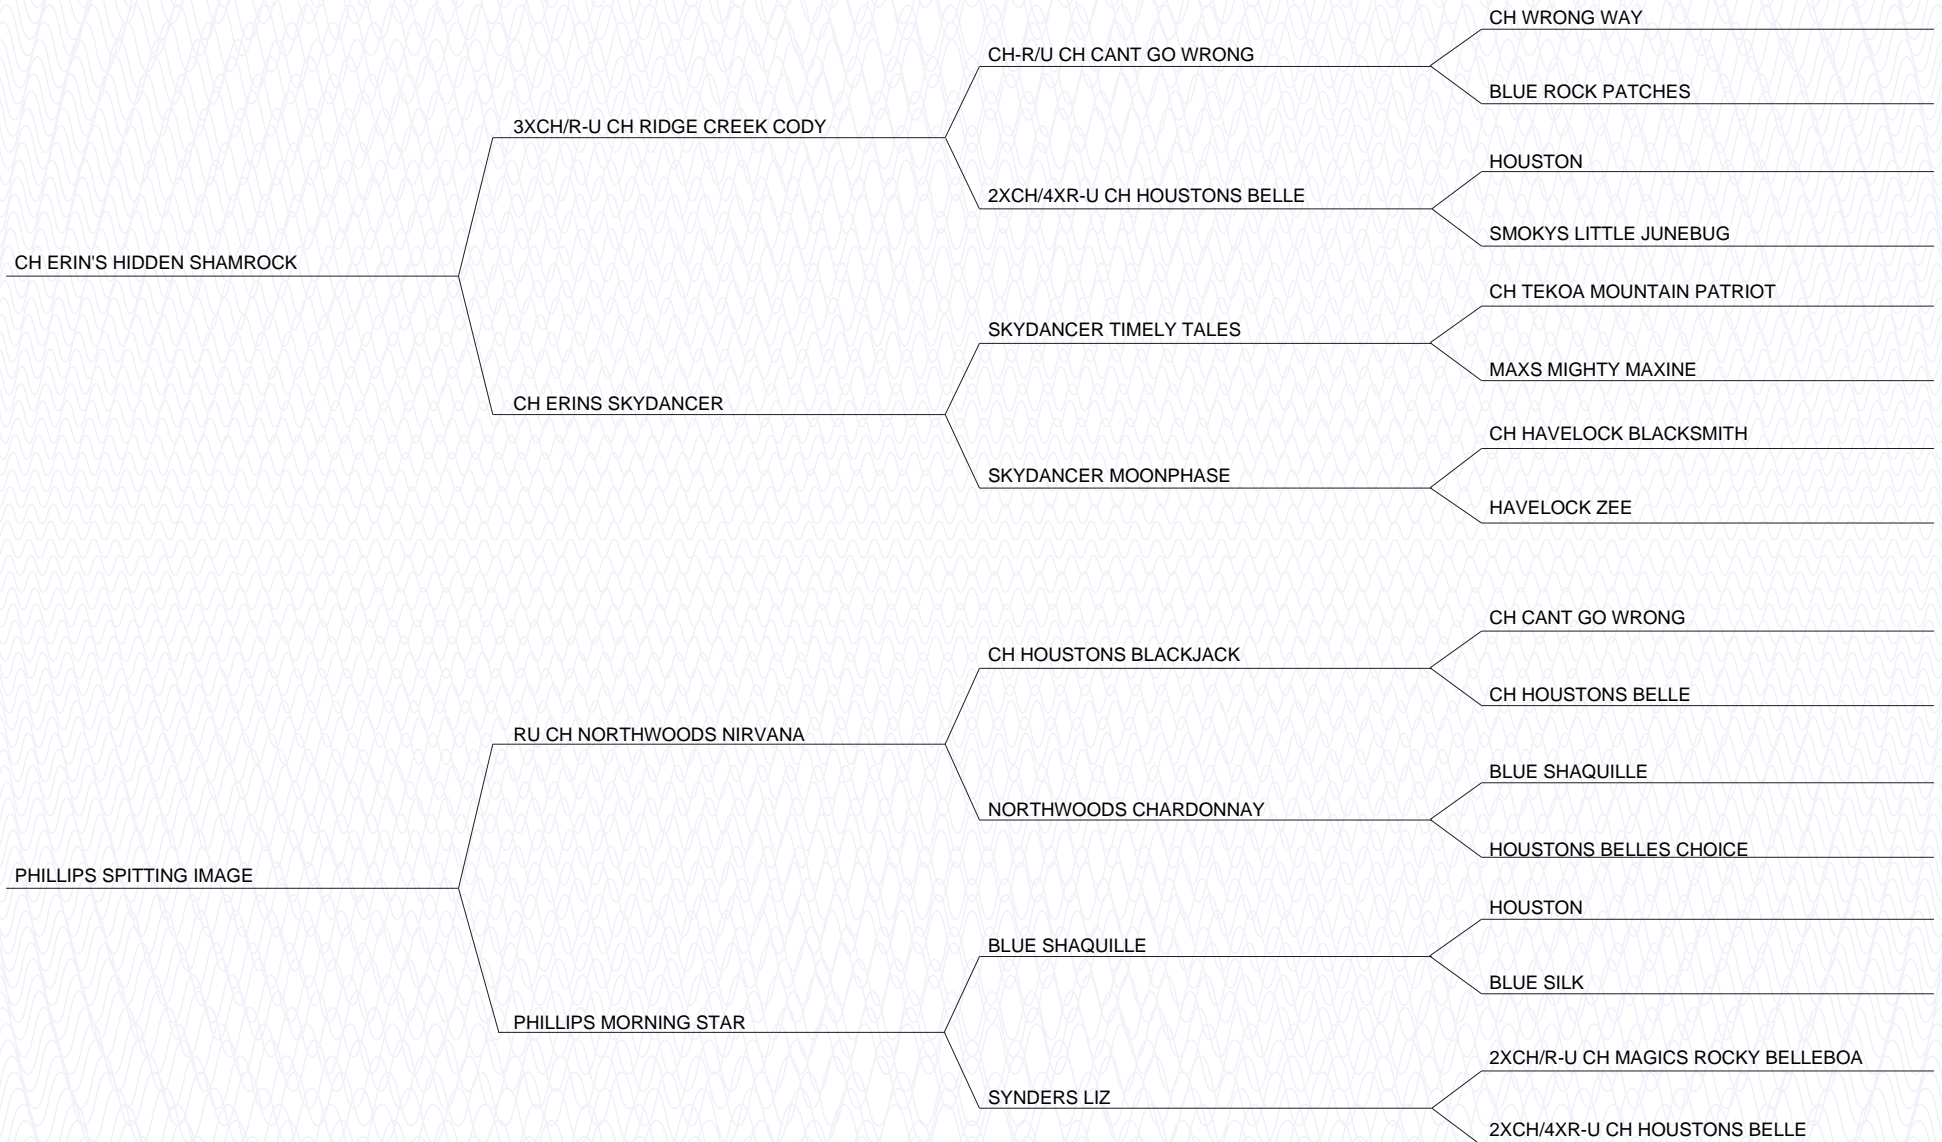 CH WRONG WAY
CH-R/U CH CANT GO WRONG
BLUE ROCK PATCHES
3XCH/R-U CH RIDGE CREEK CODY
HOUSTON
2XCH/4XR-U CH HOUSTONS BELLE
SMOKYS LITTLE JUNEBUG
CH ERIN'S HIDDEN SHAMROCK
CH TEKOA MOUNTAIN PATRIOT
SKYDANCER TIMELY TALES
MAXS MIGHTY MAXINE
CH ERINS SKYDANCER
CH HAVELOCK BLACKSMITH
SKYDANCER MOONPHASE
HAVELOCK ZEE
CH CANT GO WRONG
CH HOUSTONS BLACKJACK
CH HOUSTONS BELLE
RU CH NORTHWOODS NIRVANA
BLUE SHAQUILLE
NORTHWOODS CHARDONNAY
HOUSTONS BELLES CHOICE
PHILLIPS SPITTING IMAGE
HOUSTON
BLUE SHAQUILLE
BLUE SILK
PHILLIPS MORNING STAR
2XCH/R-U CH MAGICS ROCKY BELLEBOA
SYNDERS LIZ
2XCH/4XR-U CH HOUSTONS BELLE